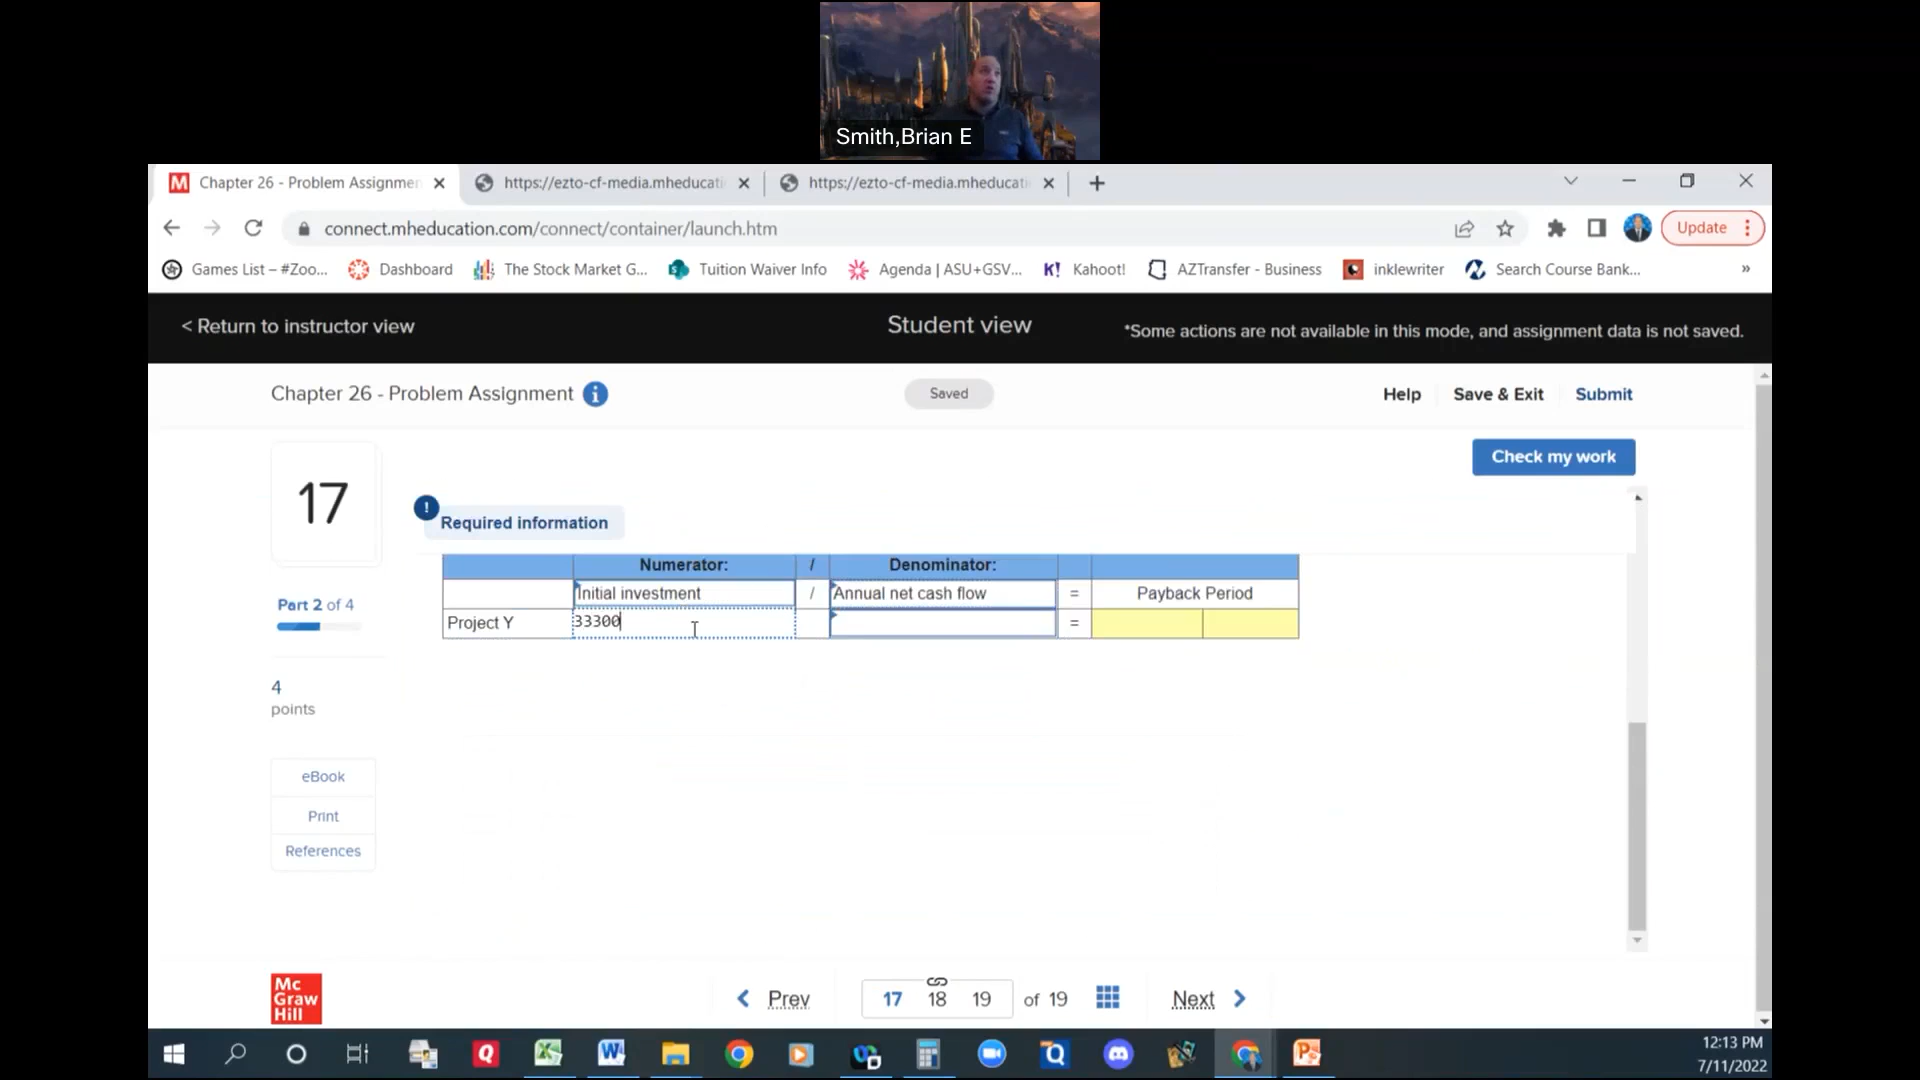 Smith,Brian E
M Chapter 26 - Problem Assignmen
https://ezto-cf-media.mheducati
https://ezto-cf-media.mheducati
connect.mheducation.com/connect/container/launch.htm
Update
Games List – #Zoo...
Dashboard
The Stock Market G...
Tuition Waiver Info
Agenda | ASU+GSV...
K! Kahoot!
AZTransfer - Business
inklewriter
Search Course Bank...
»
< Return to instructor view
Student view
*Some actions are not available in this mode, and assignment data is not saved.
Chapter 26 - Problem Assignment i
Saved
Help
Save & Exit
Submit
Check my work
17
!
Required information
Numerator: / Denominator:
Initial investment / Annual net cash flow = Payback Period
Project Y 33300 =
Part 2 of 4
4
points
eBook
Print
References
Mc
Graw
Hill
Prev
17 18 19 of 19
Next
12:13 PM
7/11/2022